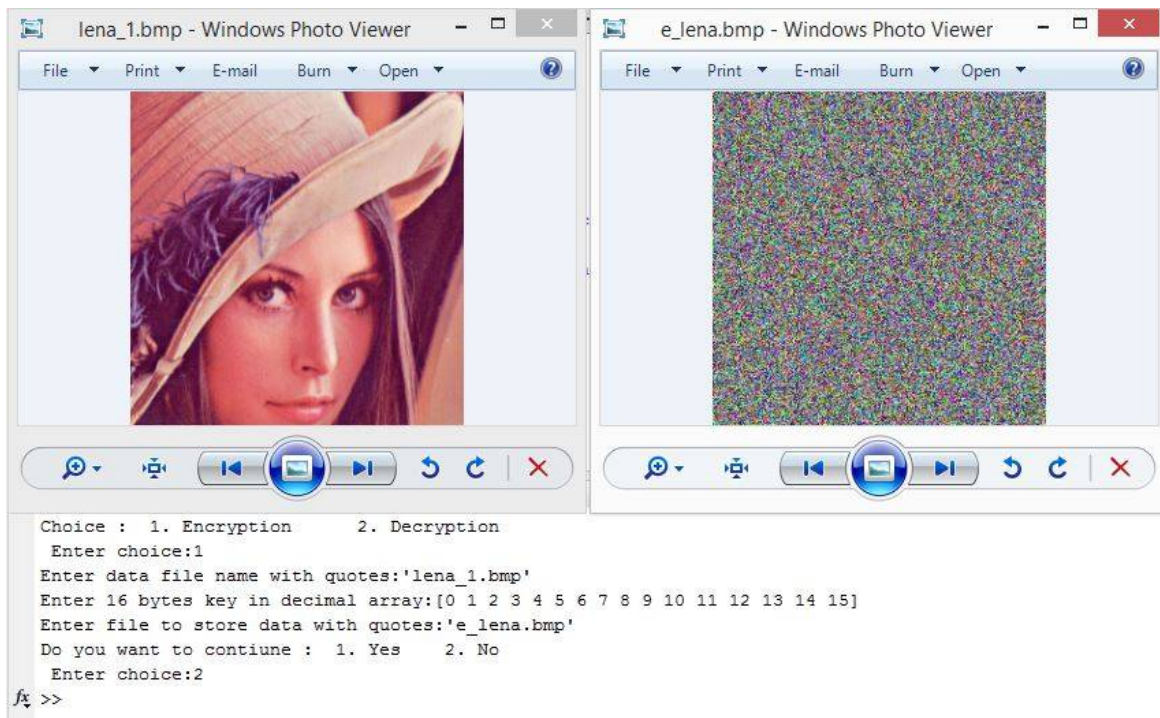 lena_1.bmp - Windows Photo Viewer
File Print E-mail Burn Open
e_lena.bmp - Windows Photo Viewer
File Print E-mail Burn Open
Choice :  1. Encryption      2. Decryption
Enter choice:1
Enter data file name with quotes:'lena_1.bmp'
Enter 16 bytes key in decimal array:[0 1 2 3 4 5 6 7 8 9 10 11 12 13 14 15]
Enter file to store data with quotes:'e_lena.bmp'
Do you want to contiune :  1. Yes    2. No
Enter choice:2
fx >>